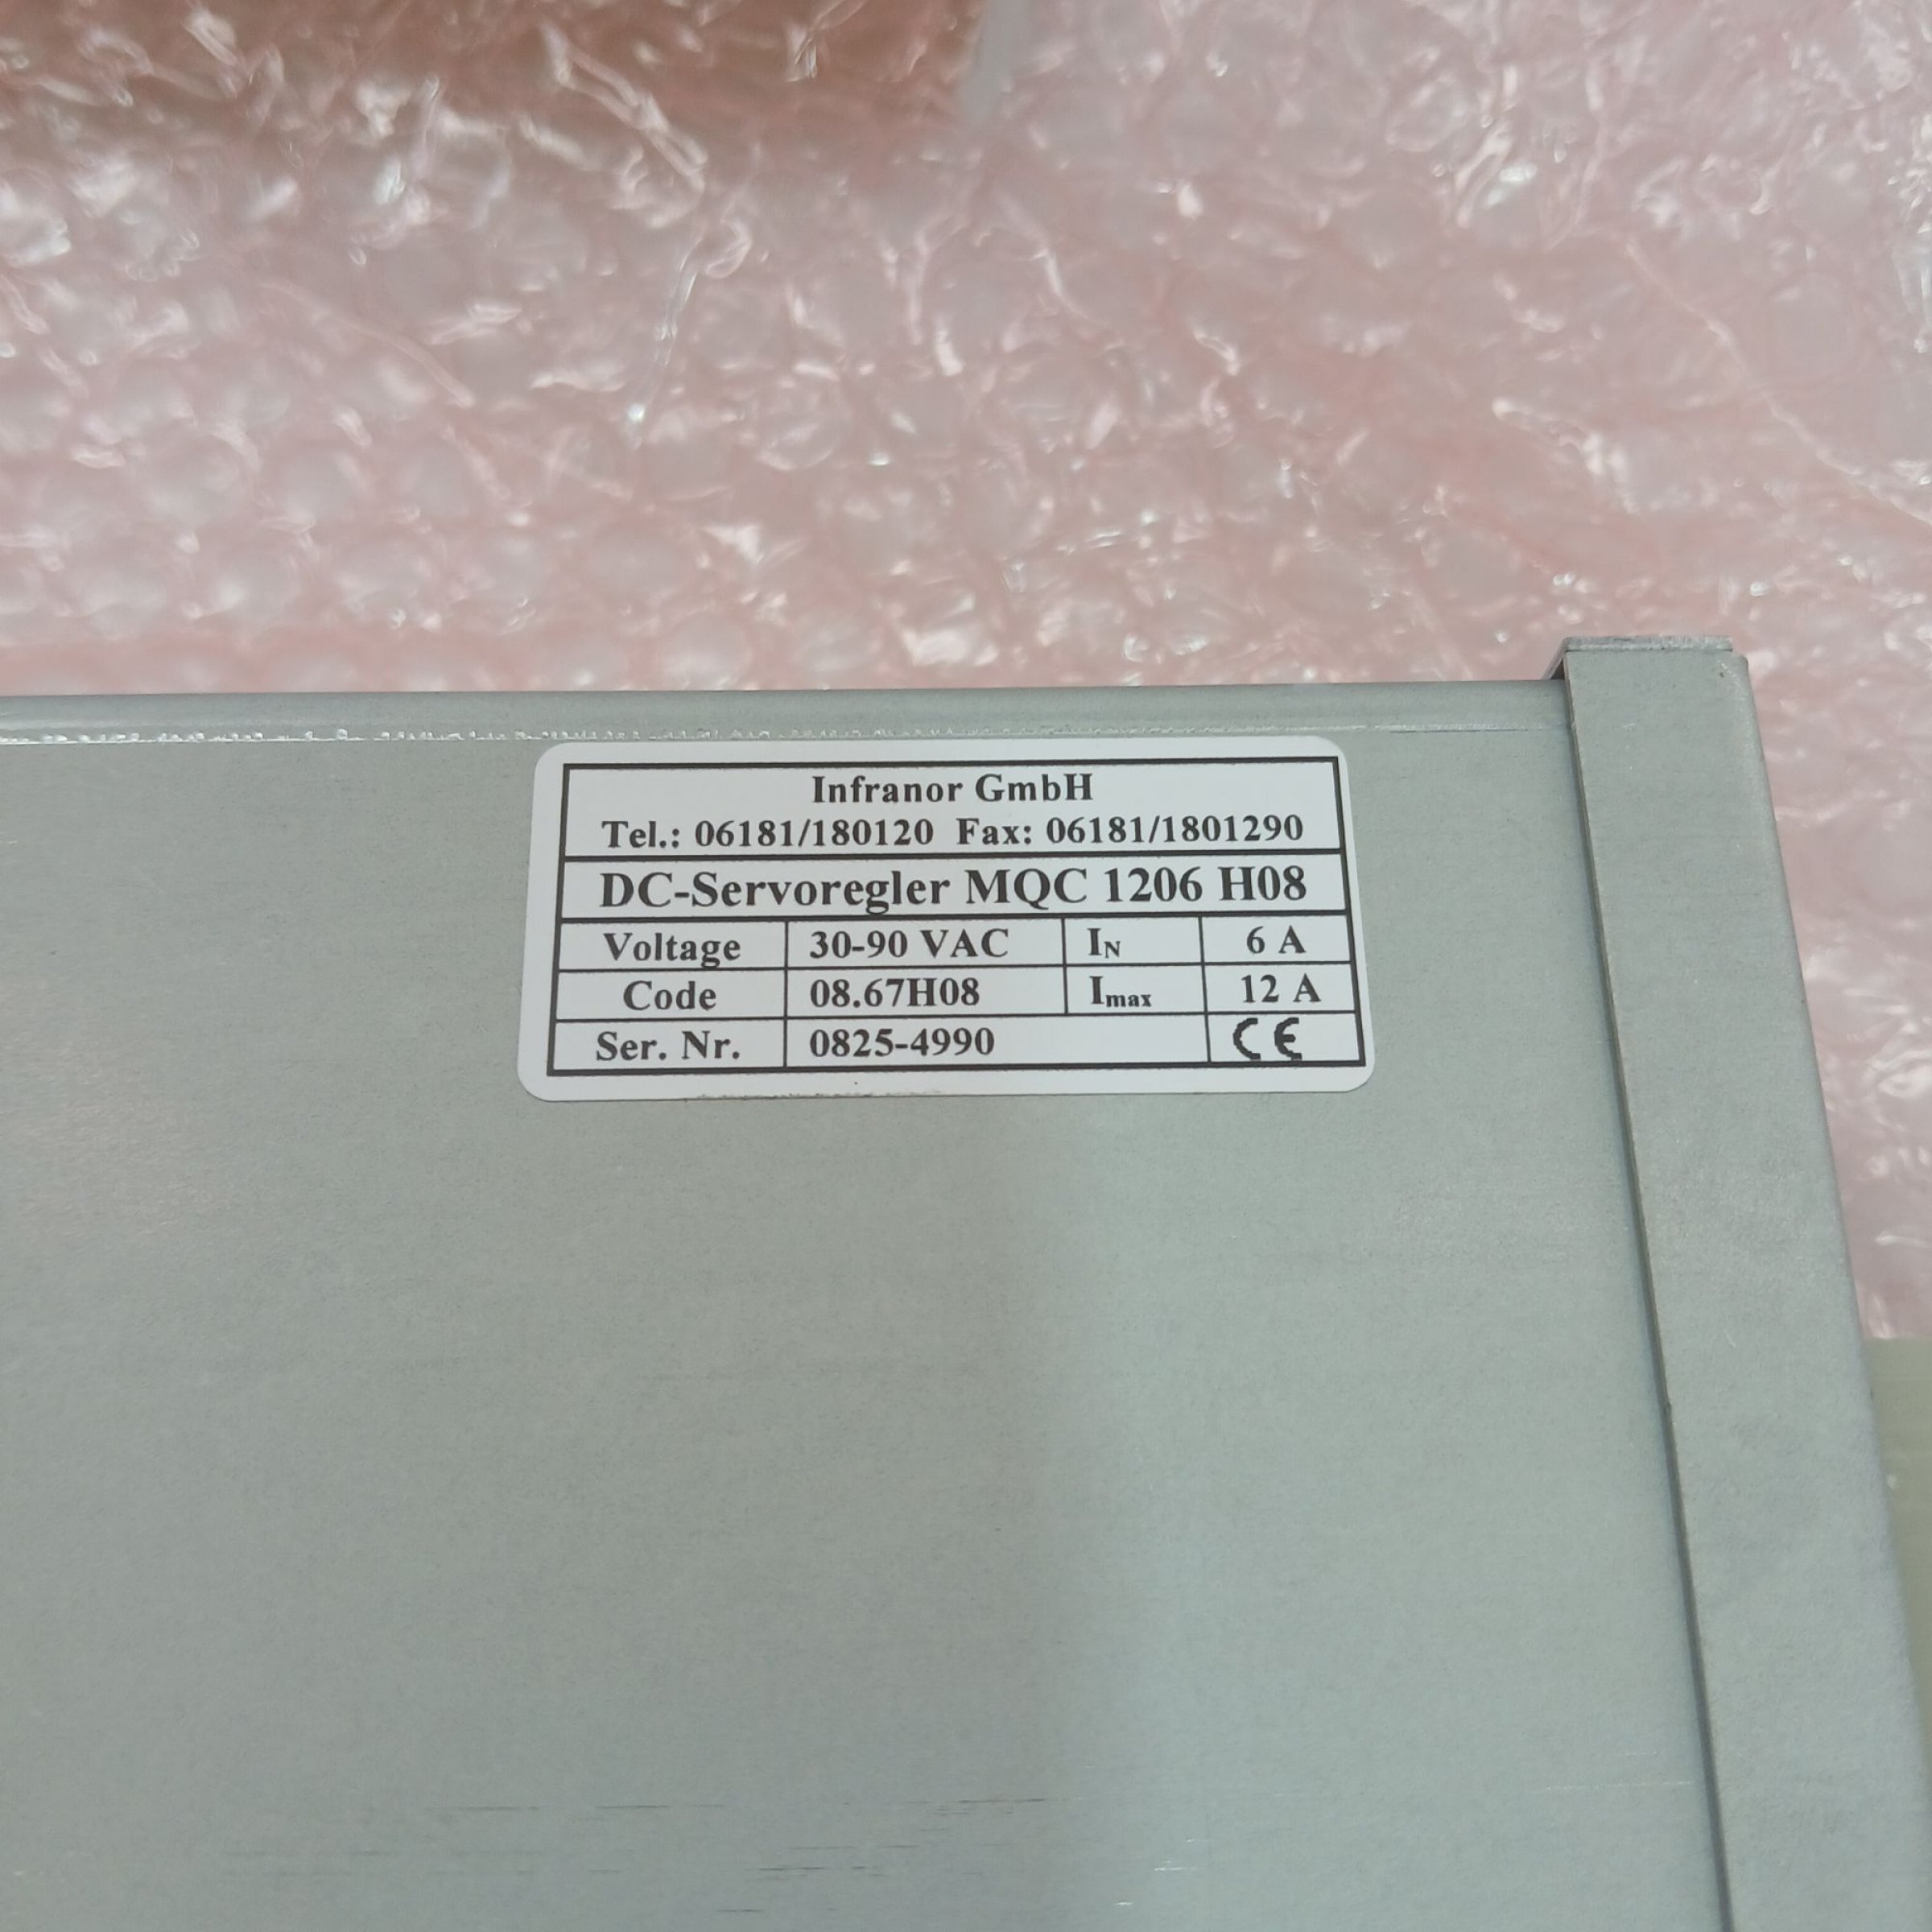 Infranor GmbH
Tel.: 06181/180120 Fax: 06181/1801290
DC-Servoregler MQC 1206 H08
Voltage 30-90 VAC IN 6 A
Code 08.67H08 Imax 12 A
Ser. Nr. 0825-4990 CE